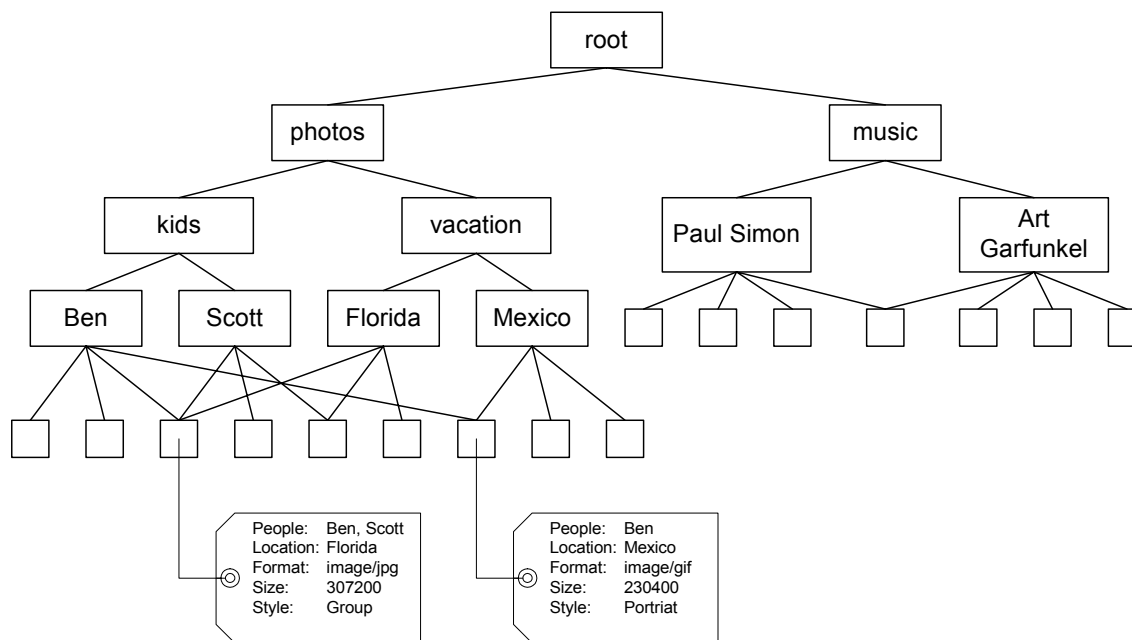 root
photos
music
kids
vacation
Paul Simon
Art
Garfunkel
Ben
Scott
Florida
Mexico
People: Ben, Scott
Location: Florida
Format: image/jpg
Size: 307200
Style: Group
People: Ben
Location: Mexico
Format: image/gif
Size: 230400
Style: Portriat